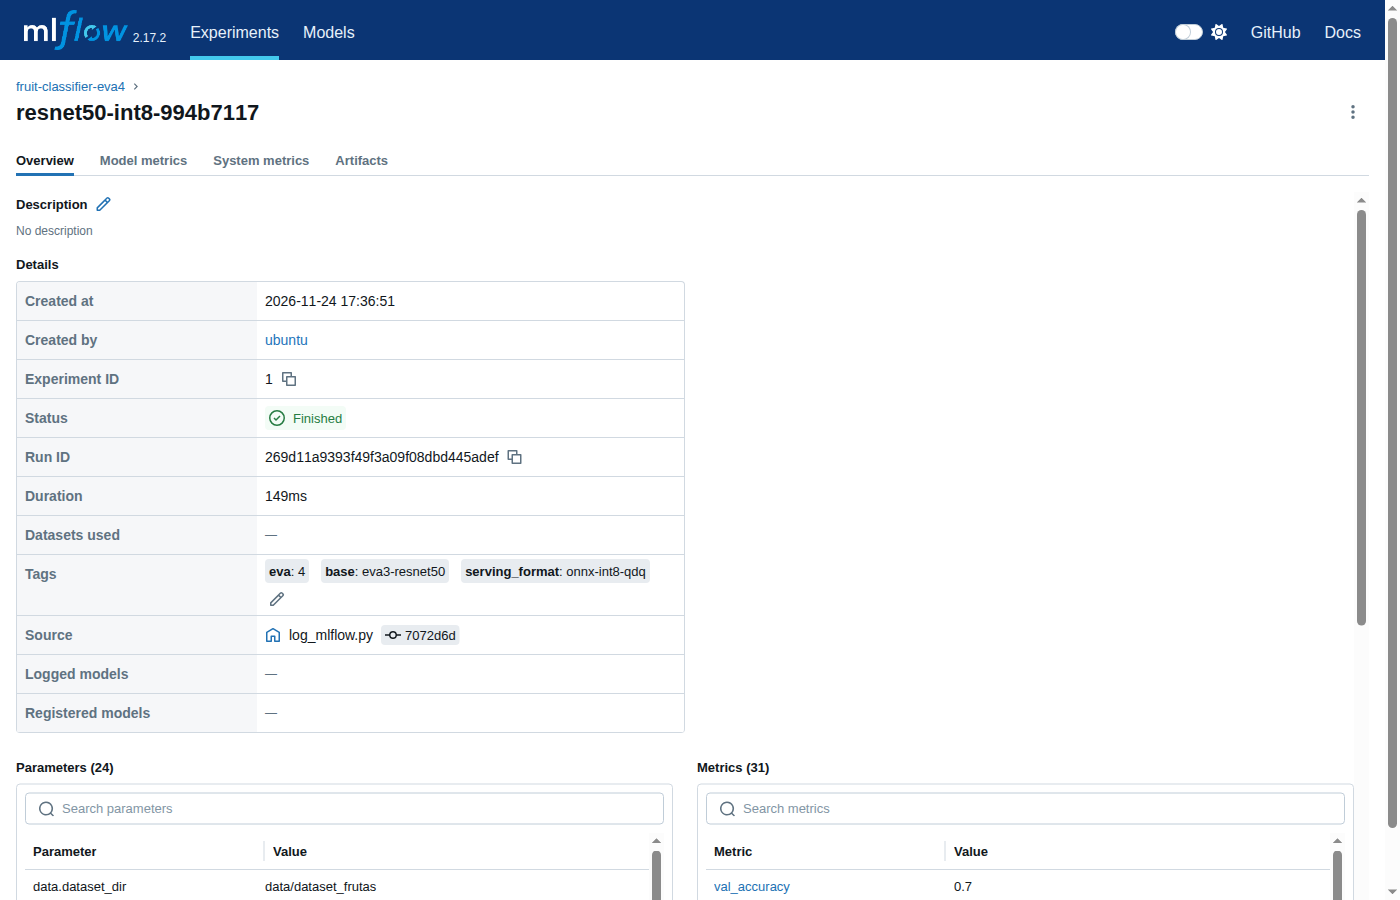 mlflow 2.17.2 Experiments Models GitHub Docs
fruit-classifier-eva4
resnet50-int8-994b7117
Overview Model metrics System metrics Artifacts
Description
No description
Details
Created at 2026-11-24 17:36:51
Created by ubuntu
Experiment ID 1
Status Finished
Run ID 269d11a9393f49f3a09f08dbd445adef
Duration 149ms
Datasets used —
Tags eva: 4 base: eva3-resnet50 serving_format: onnx-int8-qdq
Source log_mlflow.py 7072d6d
Logged models —
Registered models —
Parameters (24) Metrics (31)
Search parameters Search metrics
Parameter Value Metric Value
data.dataset_dir data/dataset_frutas val_accuracy 0.7